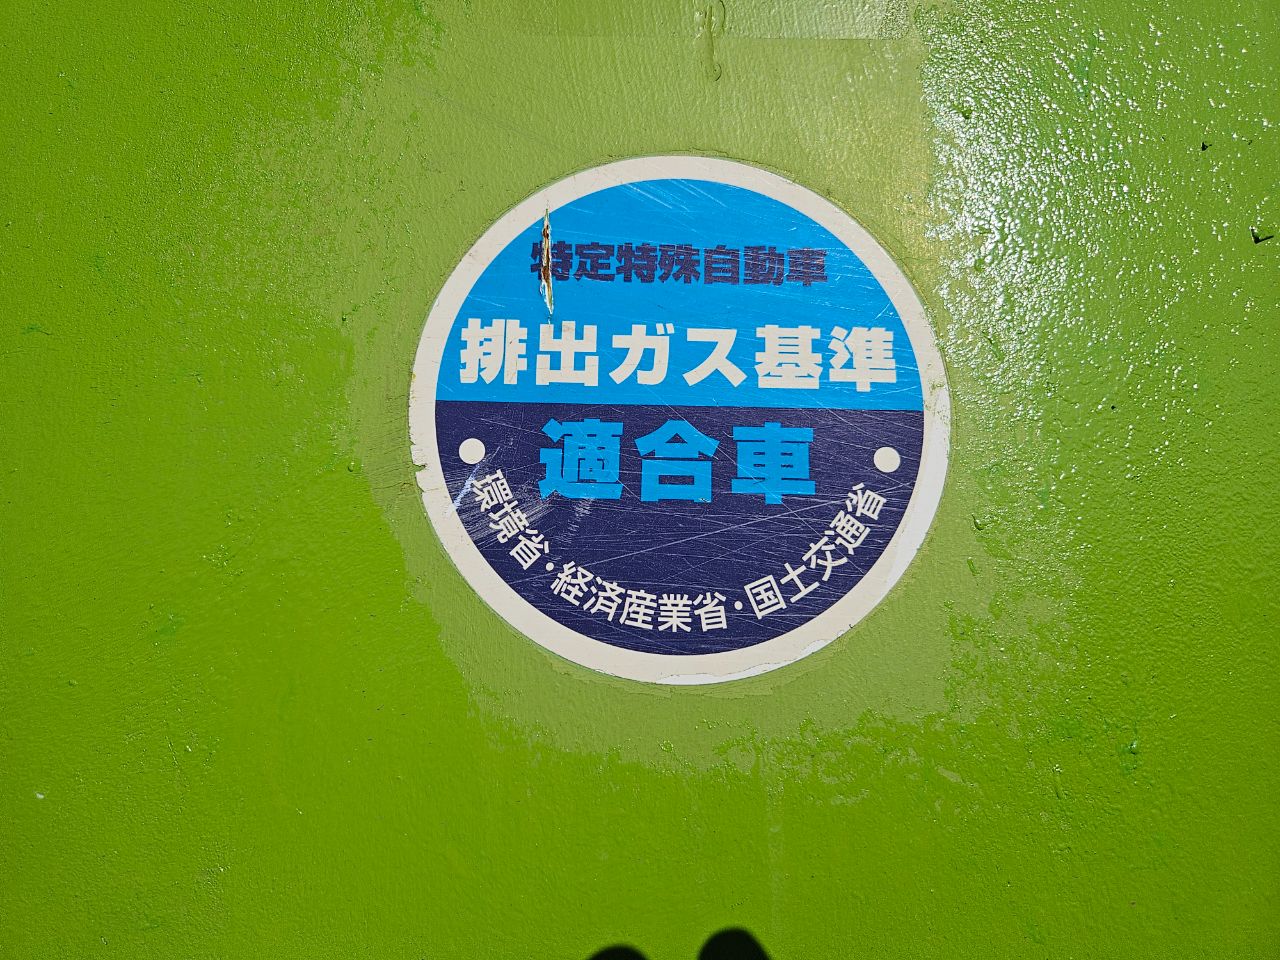 特定特殊自動車
排出ガス基準
適合車
環境省・経済産業省・国土交通省